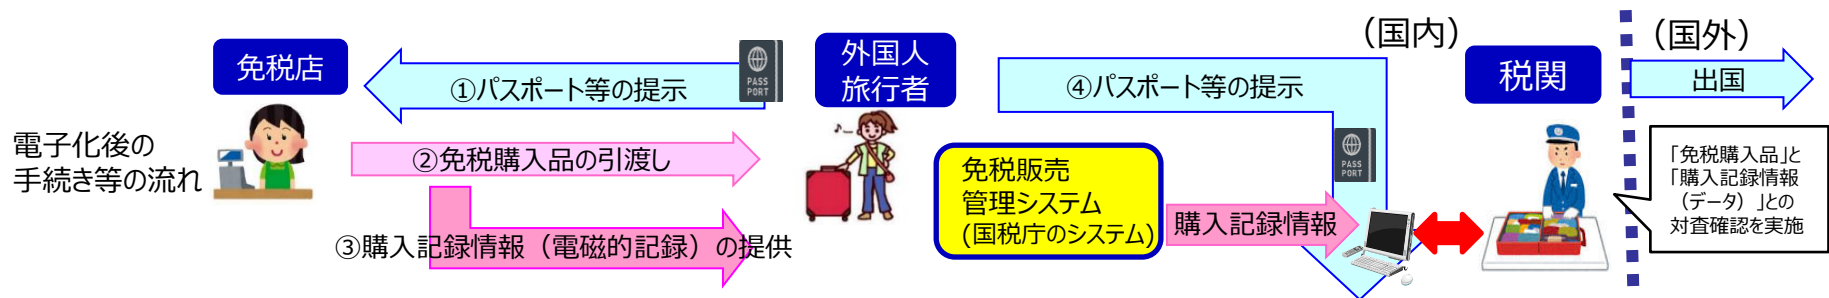 電子化後の
手続き等の流れ
免税店
①パスポート等の提示
PASS
PORT
外国人
旅行者
②免税購入品の引渡し
③購入記録情報（電磁的記録）の提供
④パスポート等の提示
PASS
PORT
免税販売
管理システム
(国税庁のシステム)
購入記録情報
（国内）
税関
（国外）
出国
「免税購入品」と
「購入記録情報
（データ）」との
対査確認を実施